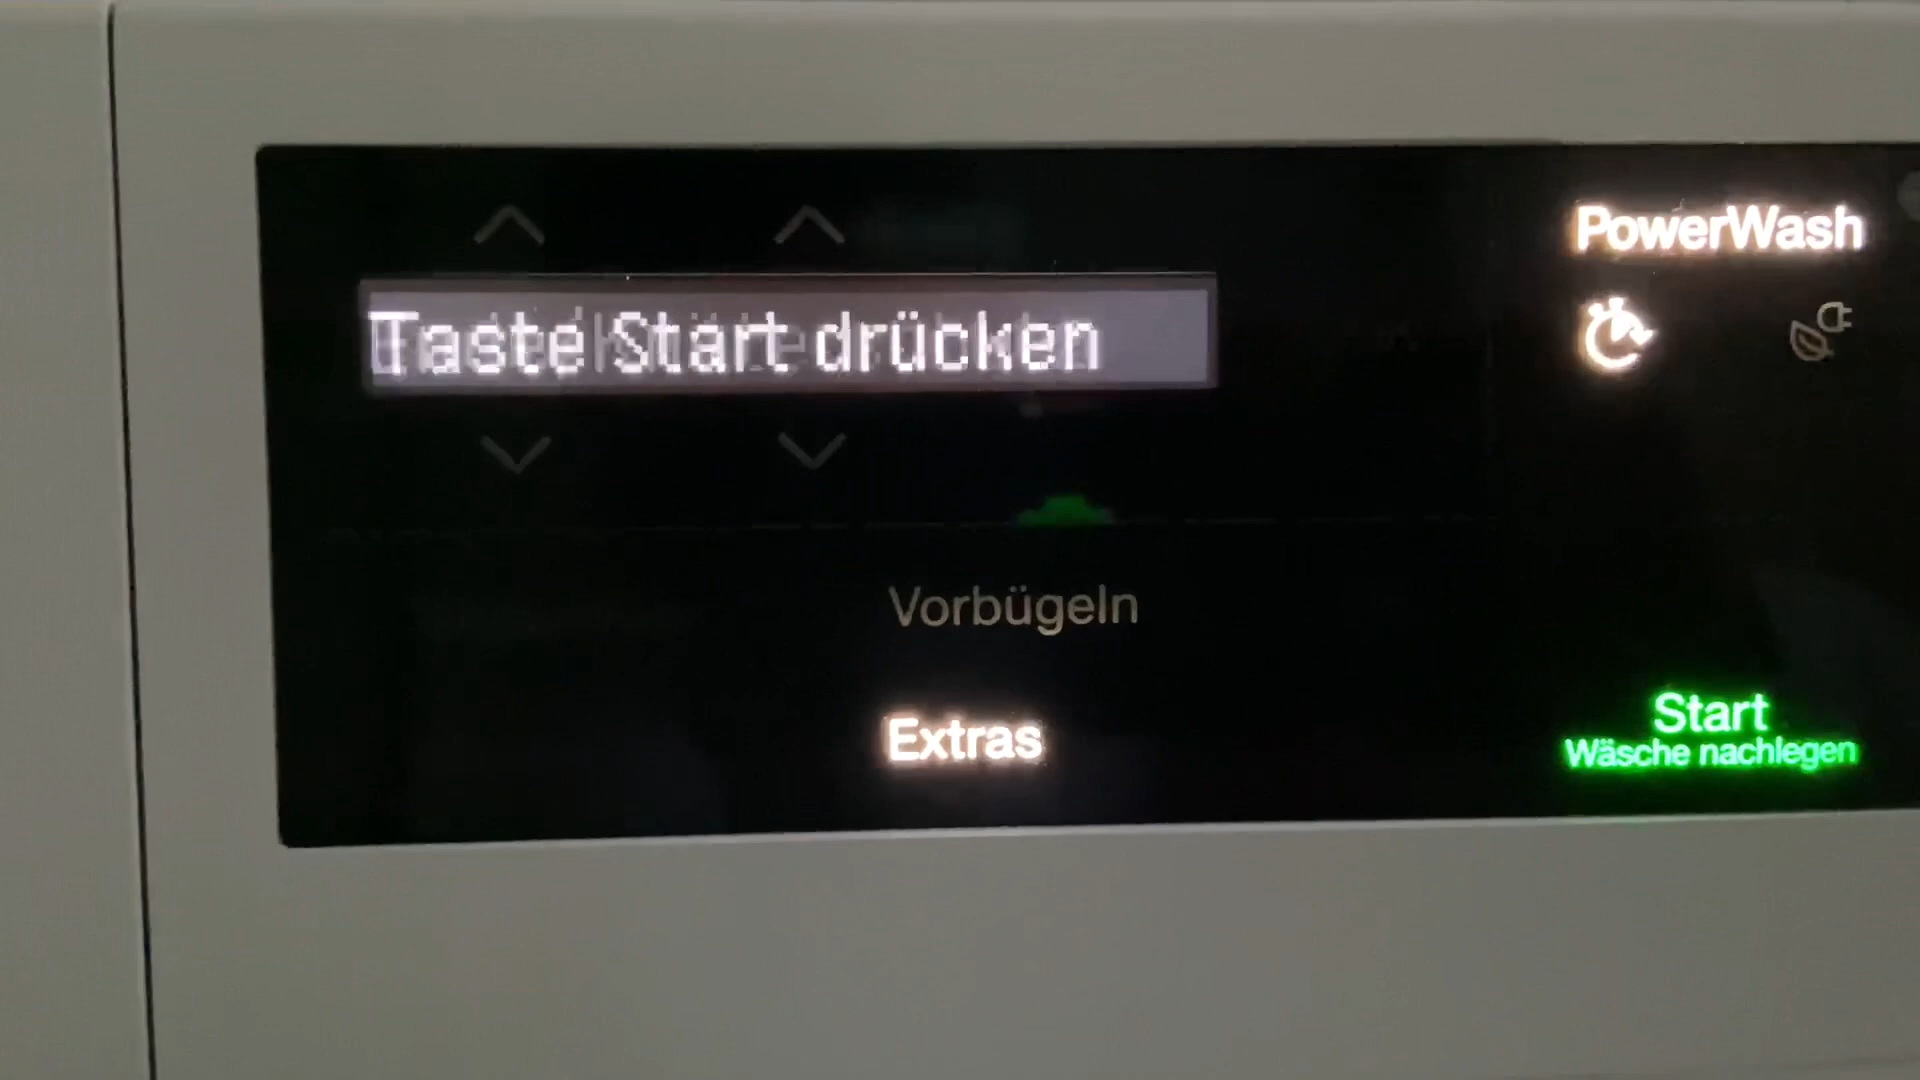 PowerWash
Taste Start drücken
Vorbügeln
Extras
Start
Wäsche nachlegen